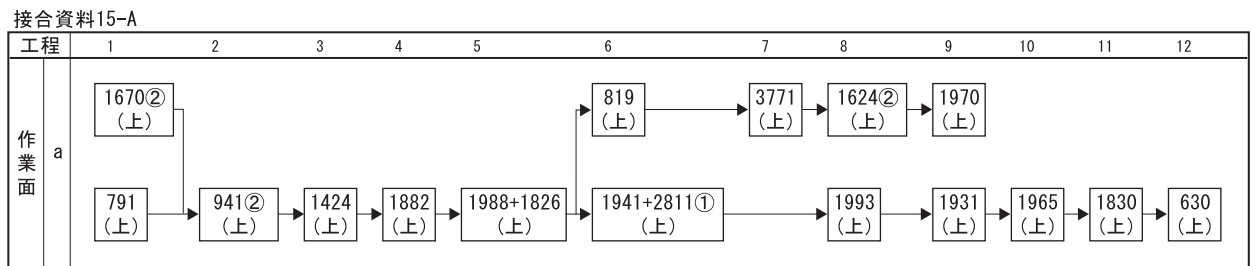 接合資料15-A
工程 1 2 3 4 5 6 7 8 9 10 11 12
作業面 a
1670② 819 3771 1624② 1970
(上) (上) (上) (上) (上)
791 941② 1424 1882 1988+1826 1941+2811① 1993 1931 1965 1830 630
(上) (上) (上) (上) (上) (上) (上) (上) (上) (上) (上)